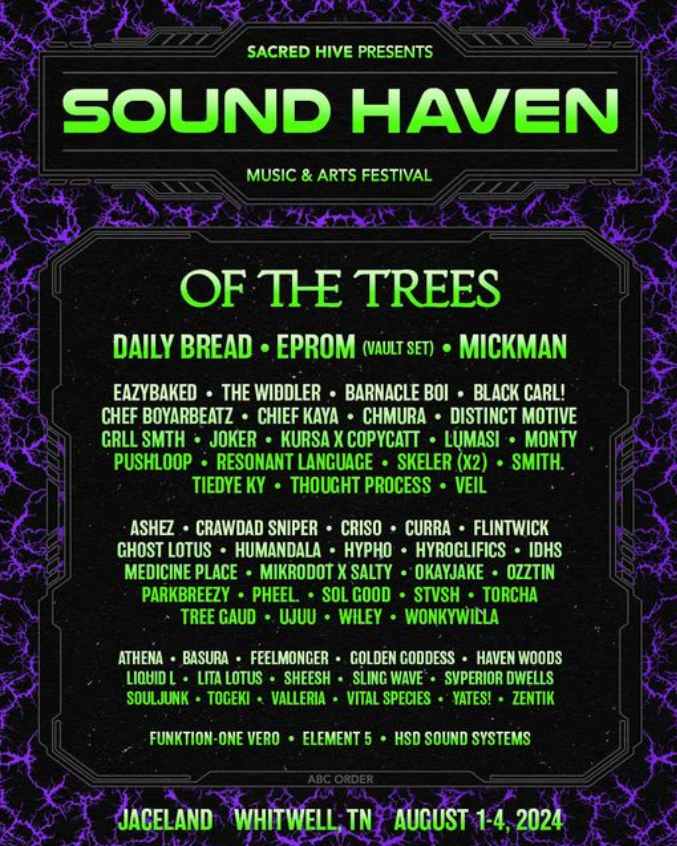 SACRED HIVE PRESENTS
SOUND HAVEN
MUSIC & ARTS FESTIVAL
OF THE TREES
DAILY BREAD • EPROM (VAULT SET) • MICKMAN
EAZYBAKED • THE WIDDLER • BARNACLE BOI • BLACK CARL!
CHEF BOYARBEATZ • CHIEF KAYA • CHMURA • DISTINCT MOTIVE
GRLL SMTH • JOKER • KURSA X COPYCATT • LUMASI • MONTY
PUSHLOOP • RESONANT LANGUAGE • SKELER (X2) • SMITH.
TIEDYE KY • THOUGHT PROCESS • VEIL
ASHEZ • CRAWDAD SNIPER • CRISO • CURRA • FLINTWICK
GHOST LOTUS • HUMANDALA • HYPHO • HYROGLIFICS • IDHS
MEDICINE PLACE • MIKRODOT X SALTY • OKAYJAKE • OZZTIN
PARKBREEZY • PHEEL. • SOL GOOD • STVSH • TORCHA
TREE GAUD • UJUU • WILEY • WONKYWILLA
ATHENA • BASURA • FEELMONGER • GOLDEN GODDESS • HAVEN WOODS
LIQUID L • LITA LOTUS • SHEESH • SLING WAVE • SVPERIOR DWELLS
SOULJUNK • TOGEKI • VALLERIA • VITAL SPECIES • YATES! • ZENTIK
FUNKTION-ONE VERO • ELEMENT 5 • HSD SOUND SYSTEMS
ABC ORDER
JACELAND WHITWELL, TN AUGUST 1-4, 2024